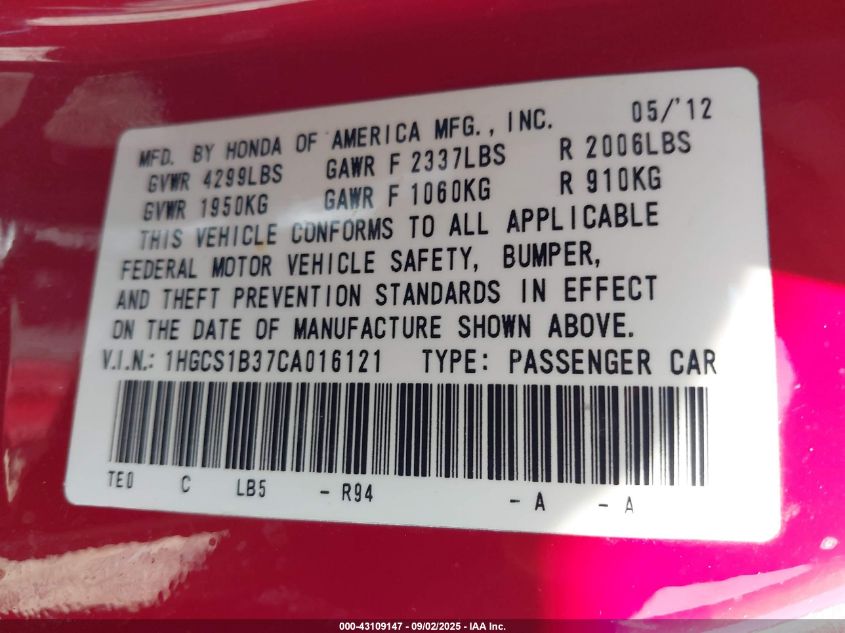 MFD. BY HONDA OF AMERICA MFG., INC. 05/'12
GVWR 4299LBS GAWR F 2337LBS R 2006LBS
GVWR 1950KG GAWR F 1060KG R 910KG
THIS VEHICLE CONFORMS TO ALL APPLICABLE
FEDERAL MOTOR VEHICLE SAFETY, BUMPER,
AND THEFT PREVENTION STANDARDS IN EFFECT
ON THE DATE OF MANUFACTURE SHOWN ABOVE.
V.I.N.: 1HGCS1B37CA016121 TYPE: PASSENGER CAR
TE0 C LB5 - R94 - A - A
000-43109147 - 09/02/2025 - IAA Inc.